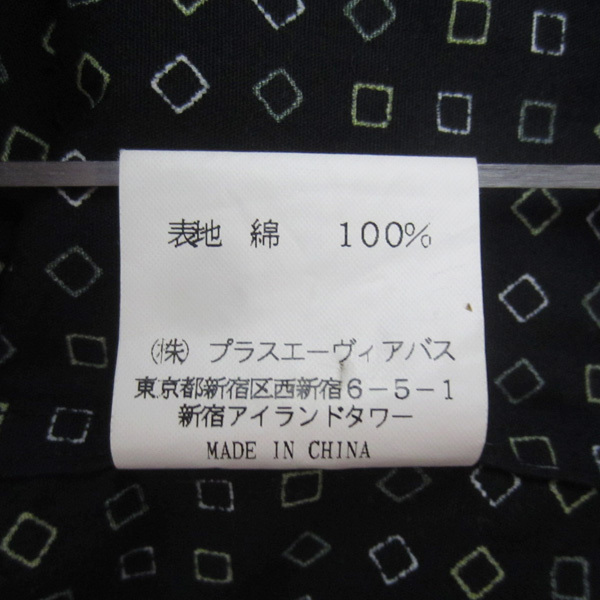 表地 綿 100%
㈱ プラスエーヴィアバス
東京都新宿区西新宿6-5-1
新宿アイランドタワー
MADE IN CHINA